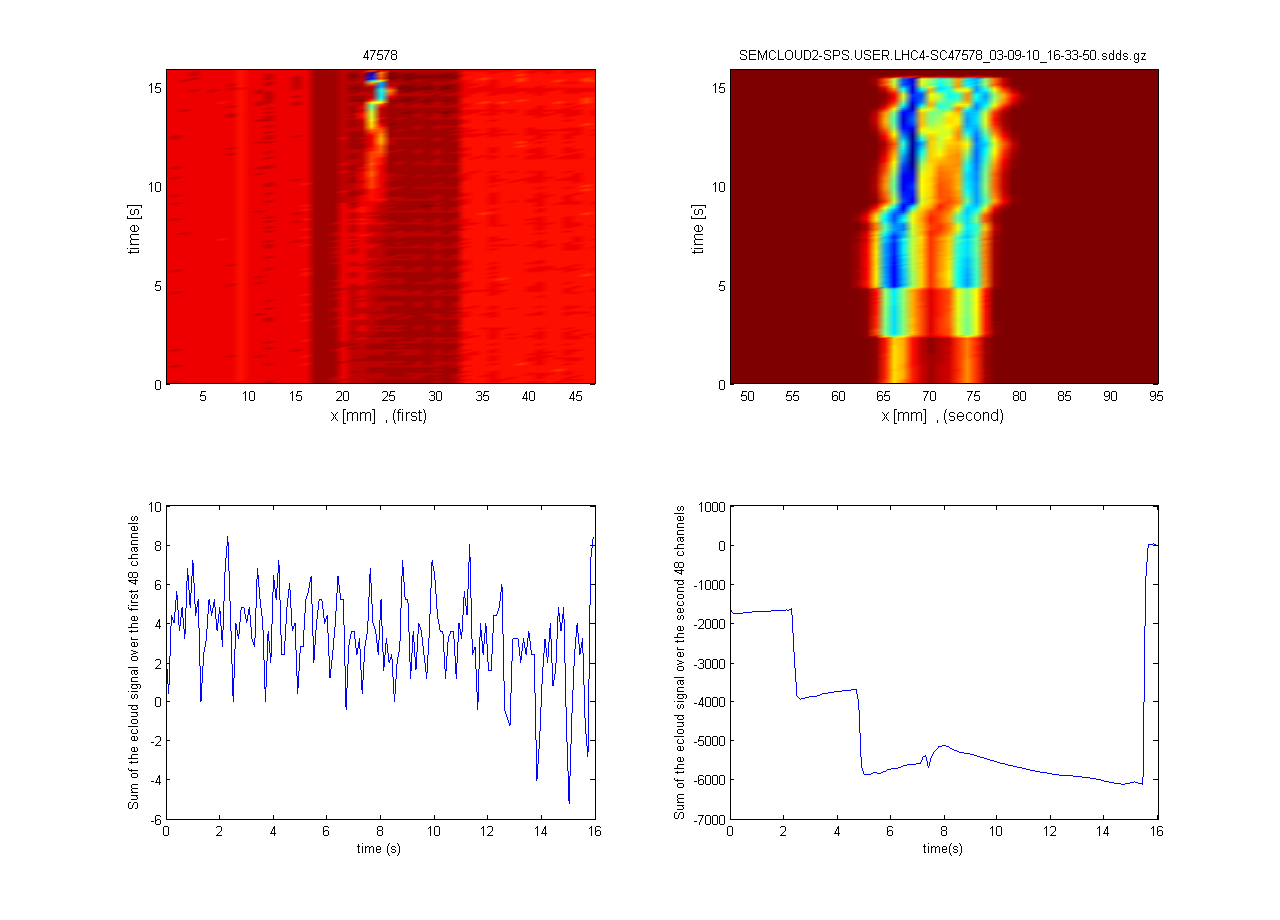 47578
15
10
5
0
time [s]
5 10 15 20 25 30 35 40 45
x [mm] , (first)
SEMCLOUD2-SPS.USER.LHC4-SC47578_03-09-10_16-33-50.sdds.gz
15
10
5
0
time [s]
50 55 60 65 70 75 80 85 90 95
x [mm] , (second)
10
8
6
4
2
0
-2
-4
-6
Sum of the ecloud signal over the first 48 channels
0 2 4 6 8 10 12 14 16
time (s)
1000
0
-1000
-2000
-3000
-4000
-5000
-6000
-7000
Sum of the ecloud signal over the second 48 channels
0 2 4 6 8 10 12 14 16
time(s)